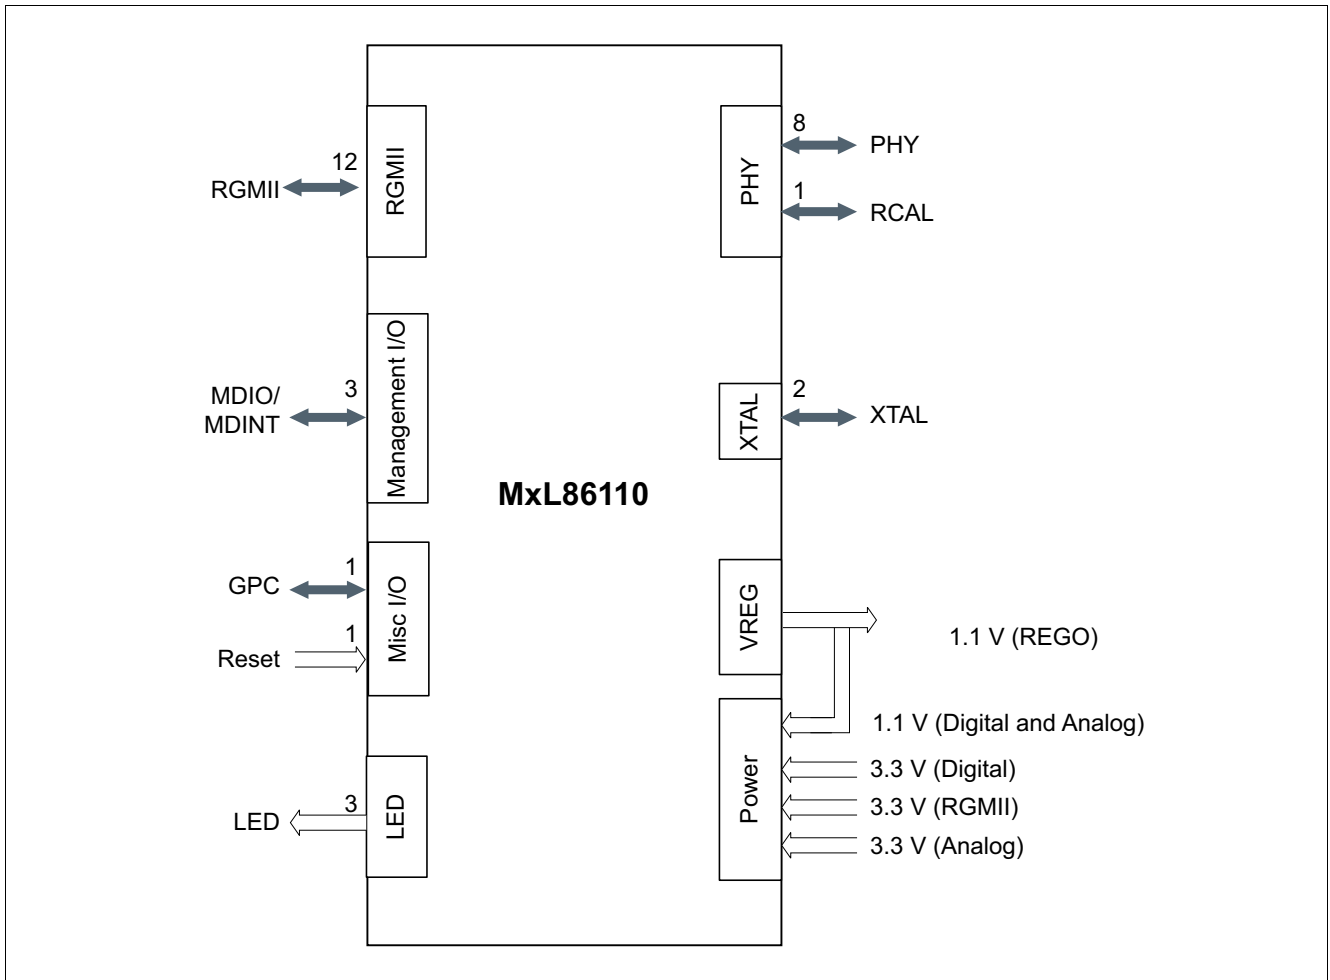 12
RGMII
RGMII
MDIO/
MDINT
3
Management I/O
GPC
1
Reset
1
Misc I/O
LED
3
LED
MxL86110
PHY
8
PHY
1
RCAL
XTAL
2
XTAL
VREG
1.1 V (REGO)
Power
1.1 V (Digital and Analog)
3.3 V (Digital)
3.3 V (RGMII)
3.3 V (Analog)